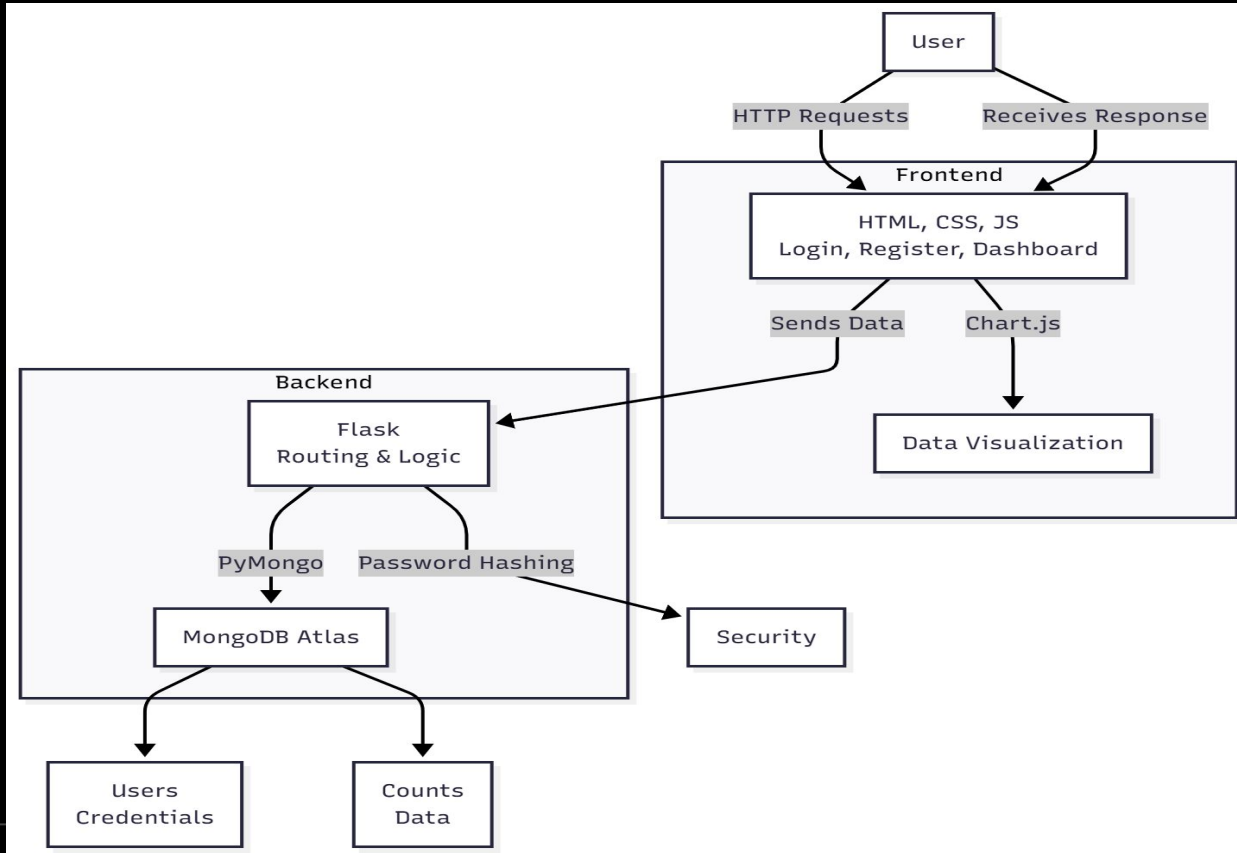 User
HTTP Requests
Receives Response
Frontend
HTML, CSS, JS
Login, Register, Dashboard
Sends Data
Chart.js
Backend
Flask
Routing & Logic
Data Visualization
PyMongo
Password Hashing
MongoDB Atlas
Security
Users
Credentials
Counts
Data